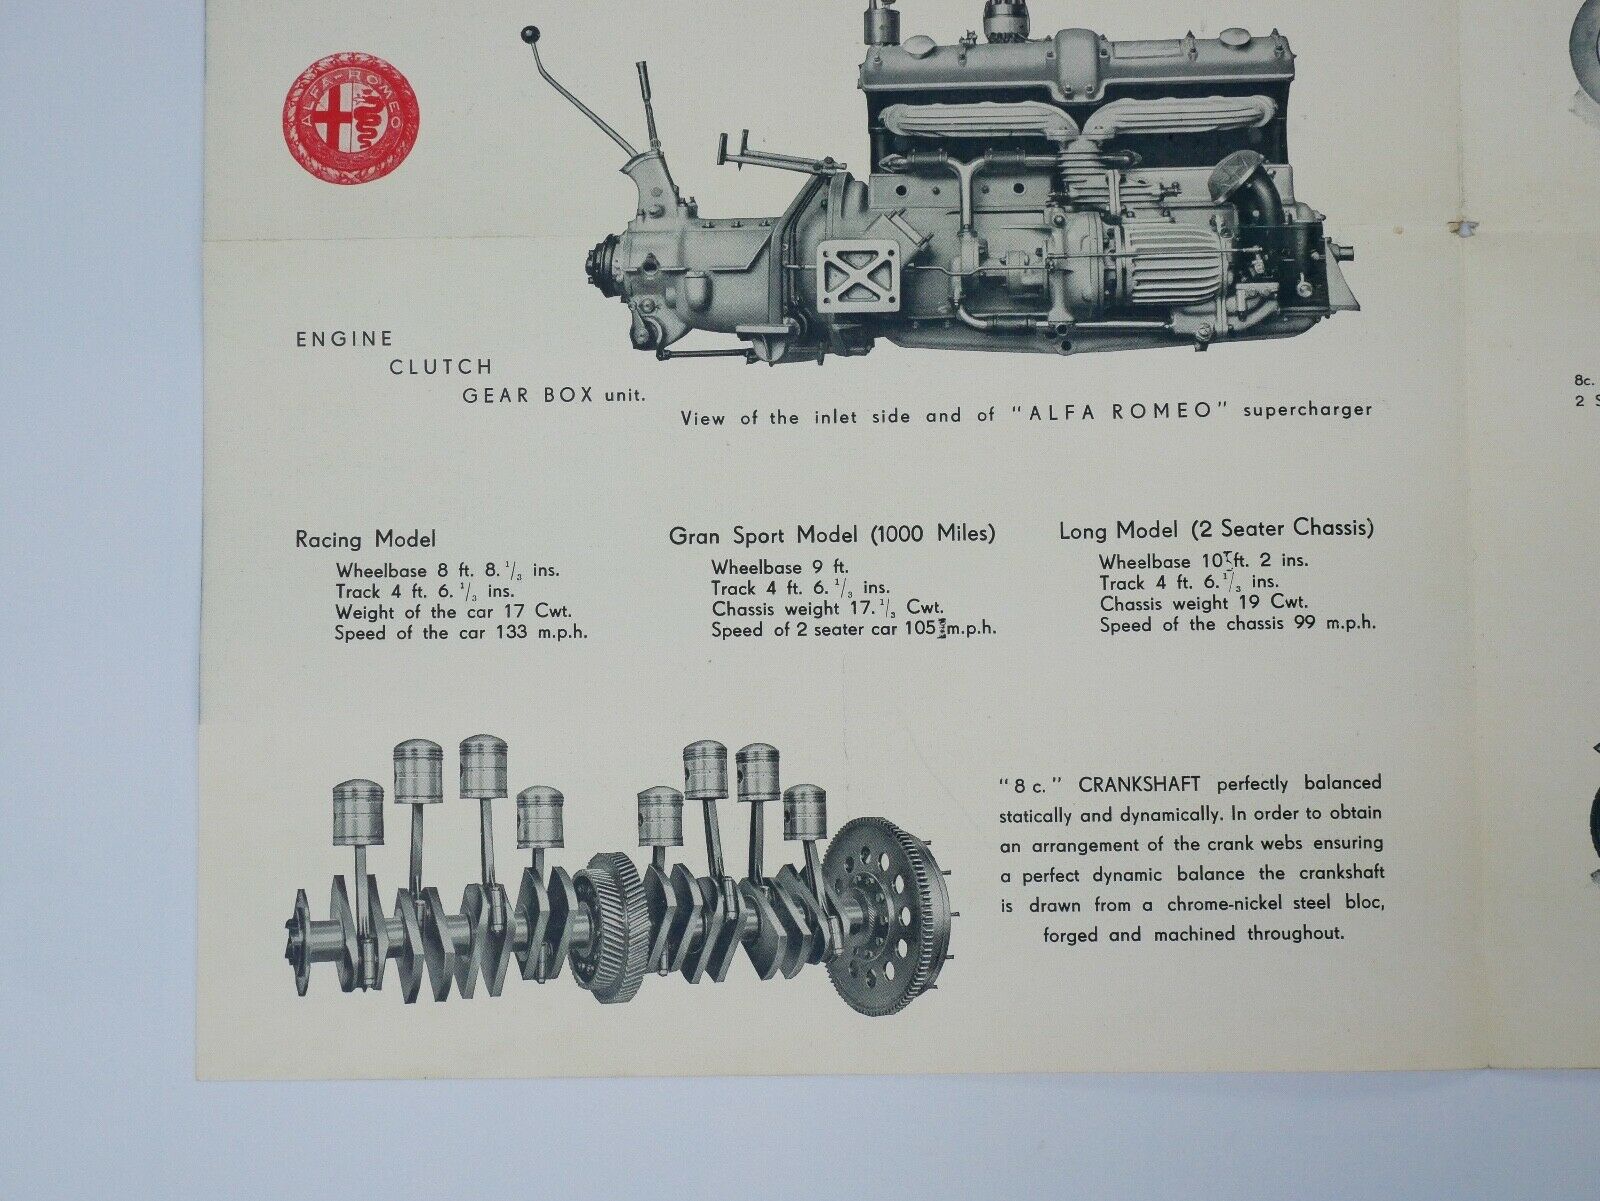 ALFA-ROMEO
ENGINE
CLUTCH
GEAR BOX unit.
View of the inlet side and of "ALFA ROMEO" supercharger
8c.
2 S
Racing Model
Wheelbase 8 ft. 8. 1/3 ins.
Track 4 ft. 6. 1/3 ins.
Weight of the car 17 Cwt.
Speed of the car 133 m.p.h.
Gran Sport Model (1000 Miles)
Wheelbase 9 ft.
Track 4 ft. 6. 1/3 ins.
Chassis weight 17. 1/3 Cwt.
Speed of 2 seater car 105 m.p.h.
Long Model (2 Seater Chassis)
Wheelbase 10 ft. 2 ins.
Track 4 ft. 6. 1/3 ins.
Chassis weight 19 Cwt.
Speed of the chassis 99 m.p.h.
"8 c." CRANKSHAFT perfectly balanced
statically and dynamically. In order to obtain
an arrangement of the crank webs ensuring
a perfect dynamic balance the crankshaft
is drawn from a chrome-nickel steel bloc,
forged and machined throughout.